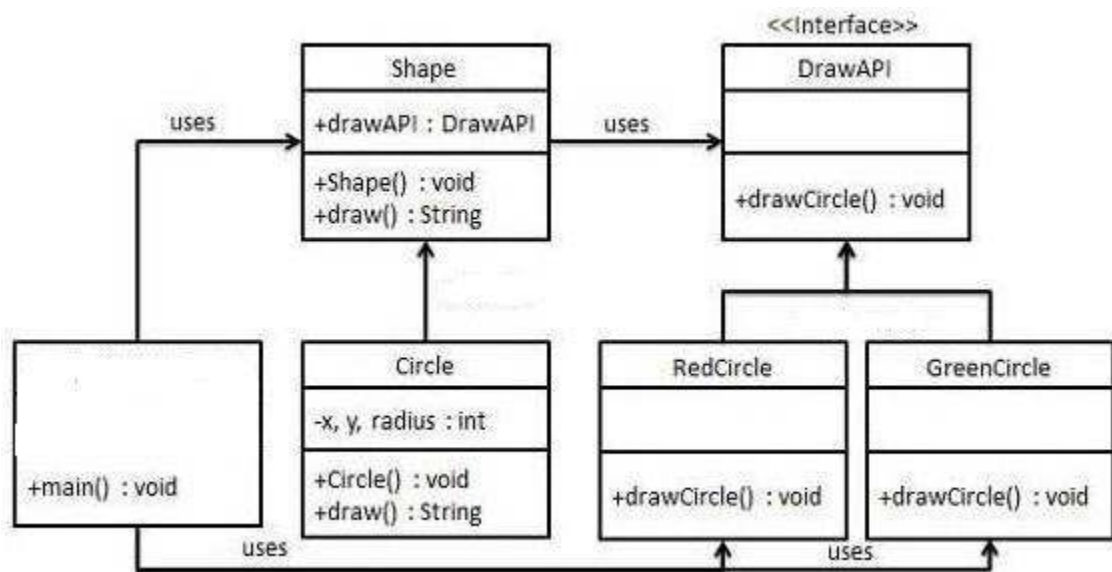 <<Interface>>
Shape
DrawAPI
+drawAPI : DrawAPI
uses
uses
+Shape() : void
+draw() : String
+drawCircle() : void
Circle
RedCircle
GreenCircle
-x, y, radius : int
+main() : void
+Circle() : void
+draw() : String
+drawCircle() : void
+drawCircle() : void
uses
uses